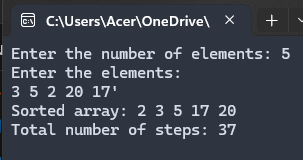 C:\Users\Acer\OneDrive\
Enter the number of elements: 5
Enter the elements:
3 5 2 20 17'
Sorted array: 2 3 5 17 20
Total number of steps: 37